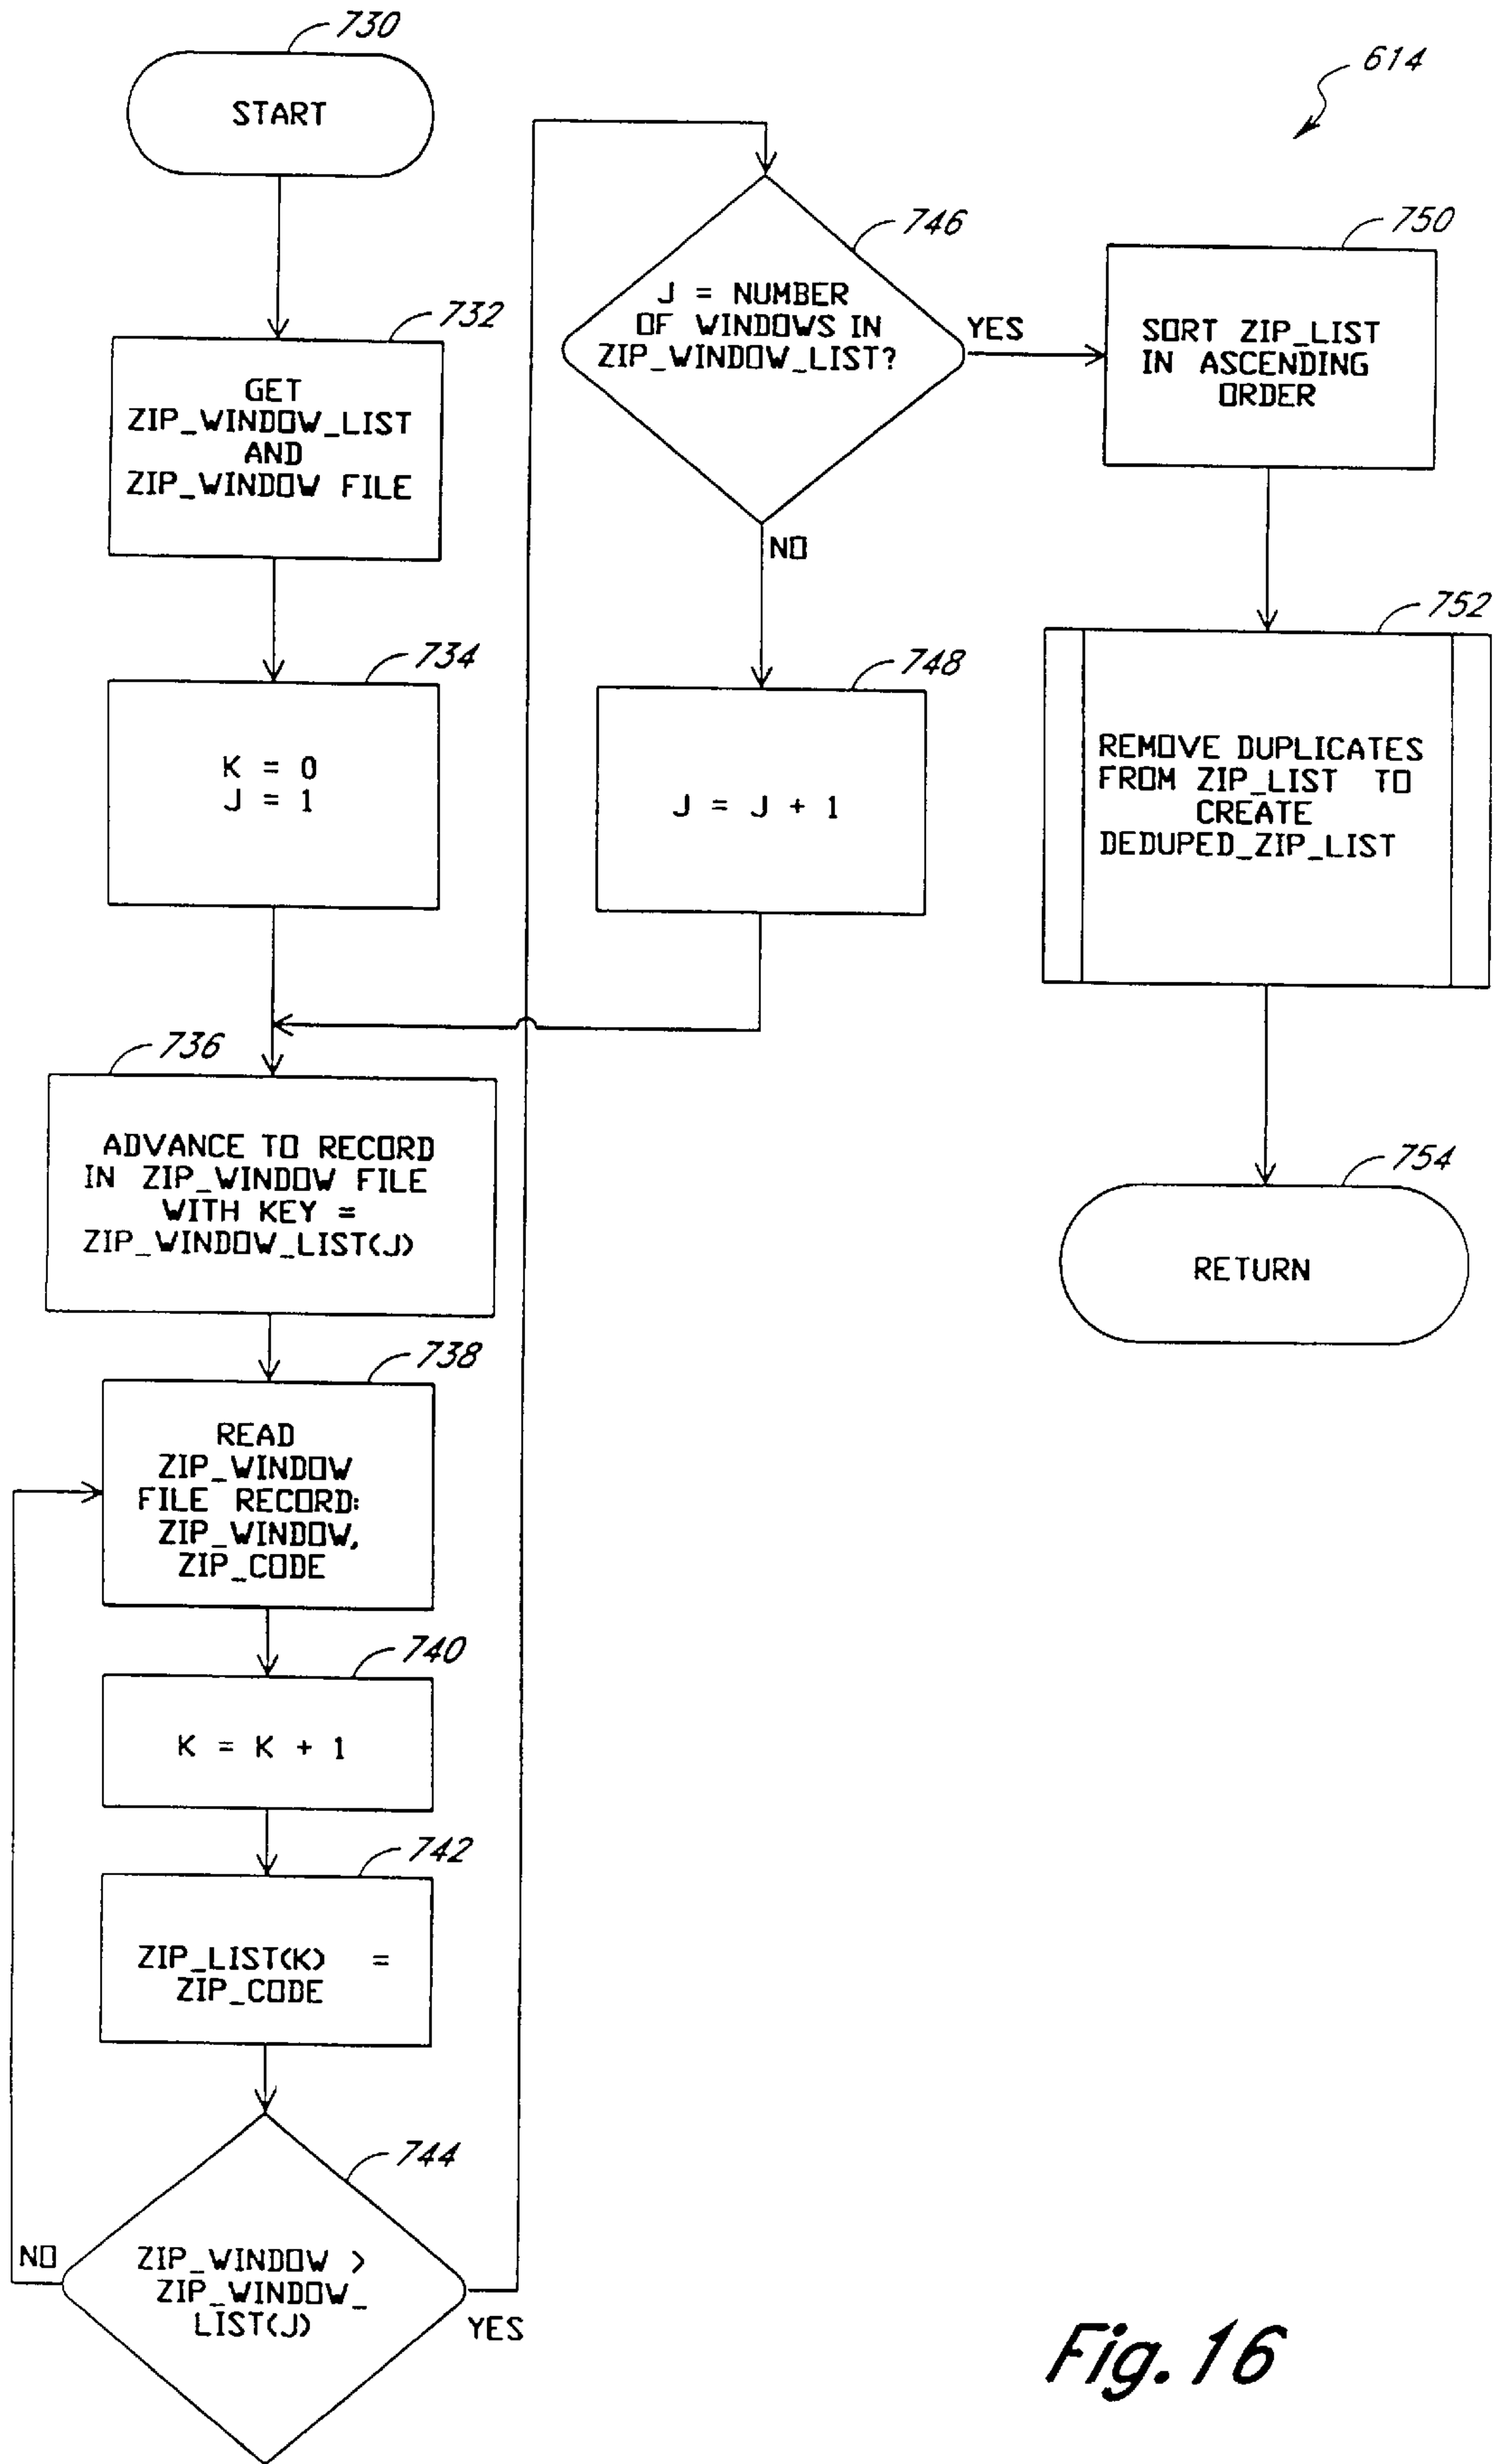 730
START
732
GET
ZIP_WINDOW_LIST
AND
ZIP_WINDOW FILE
734
K = 0
J = 1
736
ADVANCE TO RECORD
IN ZIP_WINDOW FILE
WITH KEY =
ZIP_WINDOW_LIST(J)
738
READ
ZIP_WINDOW
FILE RECORD:
ZIP_WINDOW,
ZIP_CODE
740
K = K + 1
742
ZIP_LIST(K) =
ZIP_CODE
744
ZIP_WINDOW >
ZIP_WINDOW_
LIST(J)
NO
YES
746
J = NUMBER
OF WINDOWS IN
ZIP_WINDOW_LIST?
YES
NO
748
J = J + 1
614
750
SORT ZIP_LIST
IN ASCENDING
ORDER
752
REMOVE DUPLICATES
FROM ZIP_LIST TO
CREATE
DEDUPED_ZIP_LIST
754
RETURN
Fig. 16